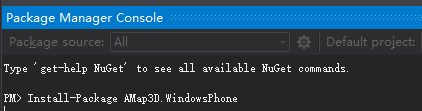 Package Manager Console
Package source: All Default project:
Type 'get-help NuGet' to see all available NuGet commands.
PM> Install-Package AMap3D.WindowsPhone